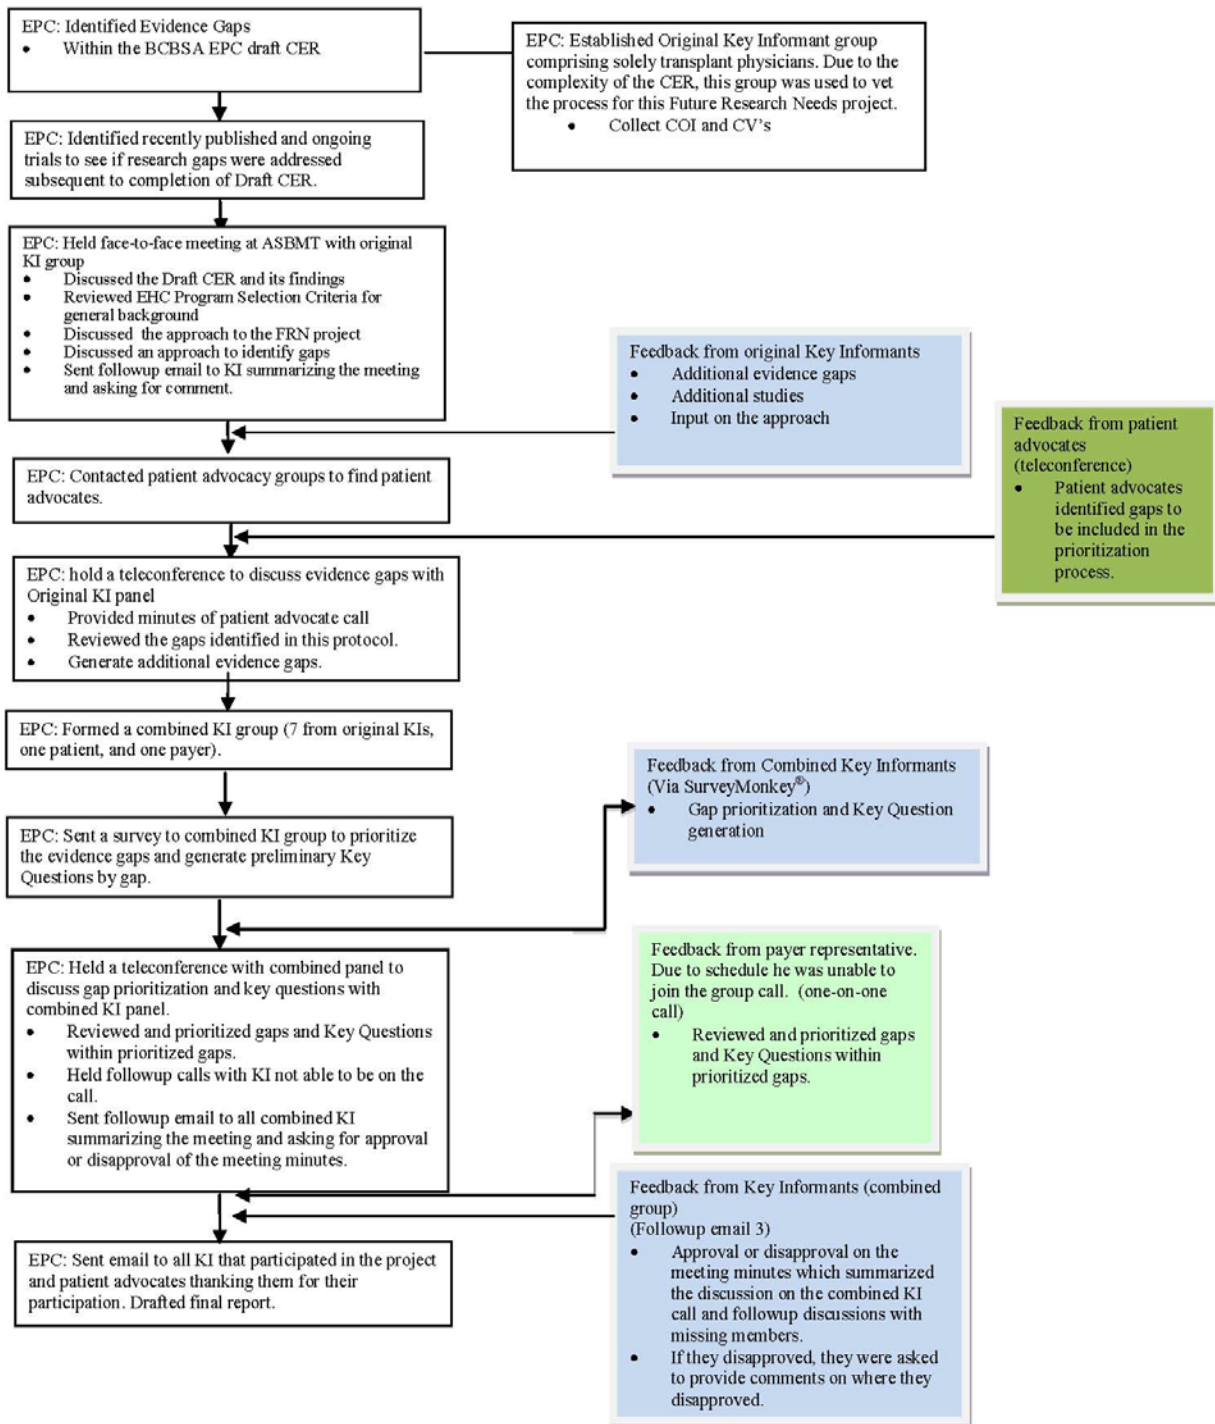 EPC: Identified Evidence Gaps
• Within the BCBSA EPC draft CER
EPC: Established Original Key Informant group
comprising solely transplant physicians. Due to the
complexity of the CER, this group was used to vet
the process for this Future Research Needs project.
• Collect COI and CV's
EPC: Identified recently published and ongoing
trials to see if research gaps were addressed
subsequent to completion of Draft CER.
EPC: Held face-to-face meeting at ASBMT with original
KI group
• Discussed the Draft CER and its findings
• Reviewed EHC Program Selection Criteria for
general background
• Discussed the approach to the FRN project
• Discussed an approach to identify gaps
• Sent followup email to KI summarizing the meeting
and asking for comment.
Feedback from original Key Informants
• Additional evidence gaps
• Additional studies
• Input on the approach
Feedback from patient
advocates
(teleconference)
• Patient advocates
identified gaps to
be included in the
prioritization
process.
EPC: Contacted patient advocacy groups to find patient
advocates.
EPC: hold a teleconference to discuss evidence gaps with
Original KI panel
• Provided minutes of patient advocate call
• Reviewed the gaps identified in this protocol.
• Generate additional evidence gaps.
EPC: Formed a combined KI group (7 from original KIs,
one patient, and one payer).
Feedback from Combined Key Informants
(Via SurveyMonkey®)
• Gap prioritization and Key Question
generation
EPC: Sent a survey to combined KI group to prioritize
the evidence gaps and generate preliminary Key
Questions by gap.
EPC: Held a teleconference with combined panel to
discuss gap prioritization and key questions with
combined KI panel.
• Reviewed and prioritized gaps and Key Questions
within prioritized gaps.
• Held followup calls with KI not able to be on the
call.
• Sent followup email to all combined KI
summarizing the meeting and asking for approval
or disapproval of the meeting minutes.
Feedback from payer representative.
Due to schedule he was unable to
join the group call. (one-on-one
call)
• Reviewed and prioritized gaps
and Key Questions within
prioritized gaps.
Feedback from Key Informants (combined
group)
(Followup email 3)
• Approval or disapproval on the
meeting minutes which summarized
the discussion on the combined KI
call and followup discussions with
missing members.
• If they disapproved, they were asked
to provide comments on where they
disapproved.
EPC: Sent email to all KI that participated in the project
and patient advocates thanking them for their
participation. Drafted final report.